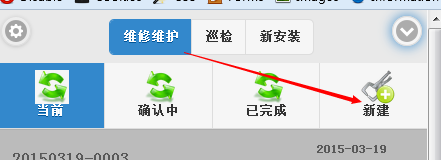 维修维护 巡检 新安装
当前 确认中 已完成 新建
20150319-0003 2015-03-19